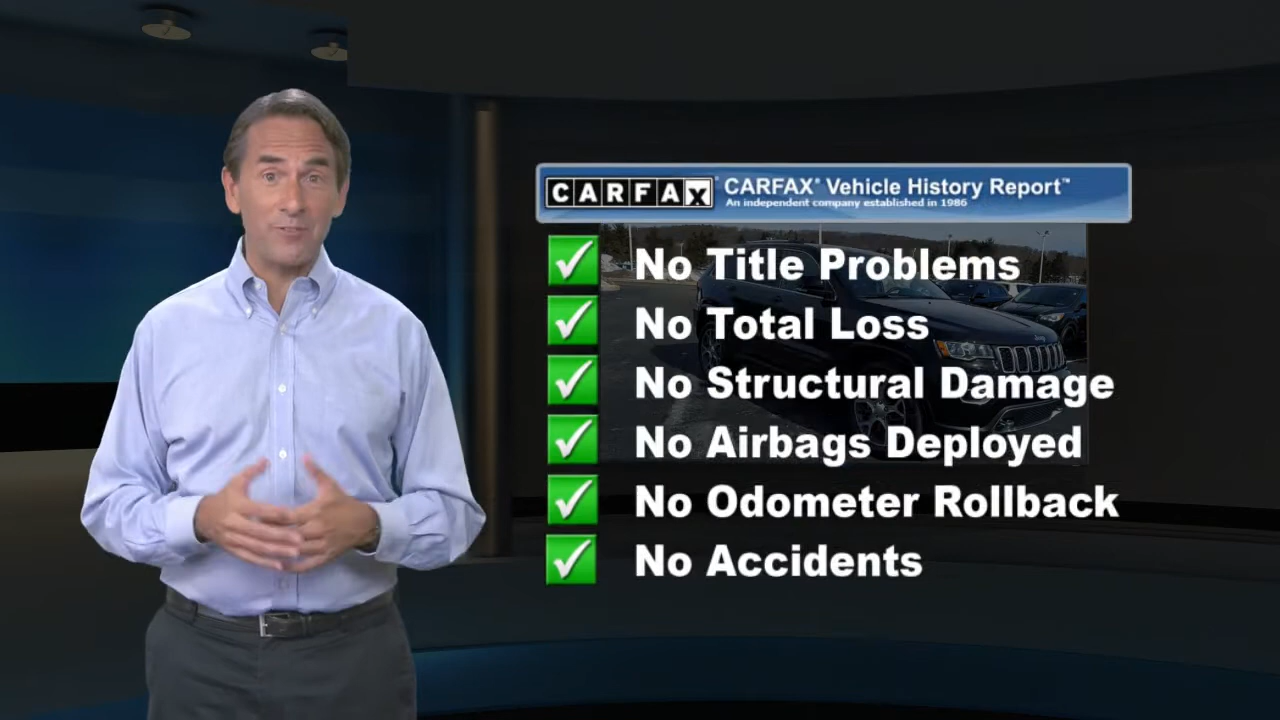 CARFAX® CARFAX® Vehicle History Report™
An independent company established in 1986
No Title Problems
No Total Loss
No Structural Damage
No Airbags Deployed
No Odometer Rollback
No Accidents